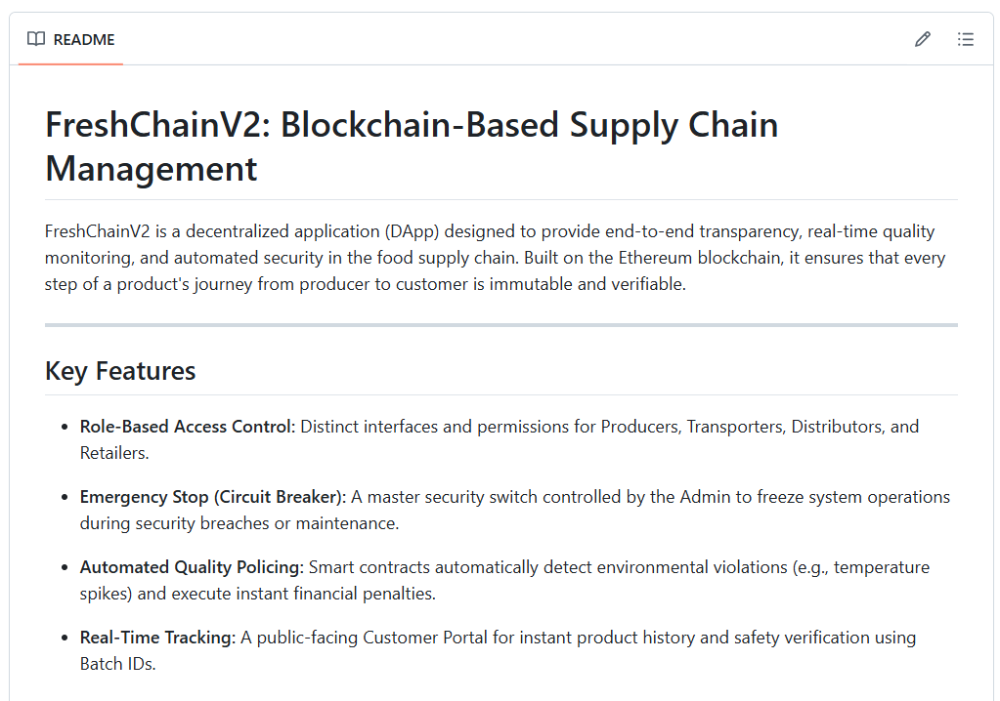 README
FreshChainV2: Blockchain-Based Supply Chain
Management
FreshChainV2 is a decentralized application (DApp) designed to provide end-to-end transparency, real-time quality
monitoring, and automated security in the food supply chain. Built on the Ethereum blockchain, it ensures that every
step of a product's journey from producer to customer is immutable and verifiable.
Key Features
• Role-Based Access Control: Distinct interfaces and permissions for Producers, Transporters, Distributors, and
Retailers.
• Emergency Stop (Circuit Breaker): A master security switch controlled by the Admin to freeze system operations
during security breaches or maintenance.
• Automated Quality Policing: Smart contracts automatically detect environmental violations (e.g., temperature
spikes) and execute instant financial penalties.
• Real-Time Tracking: A public-facing Customer Portal for instant product history and safety verification using
Batch IDs.